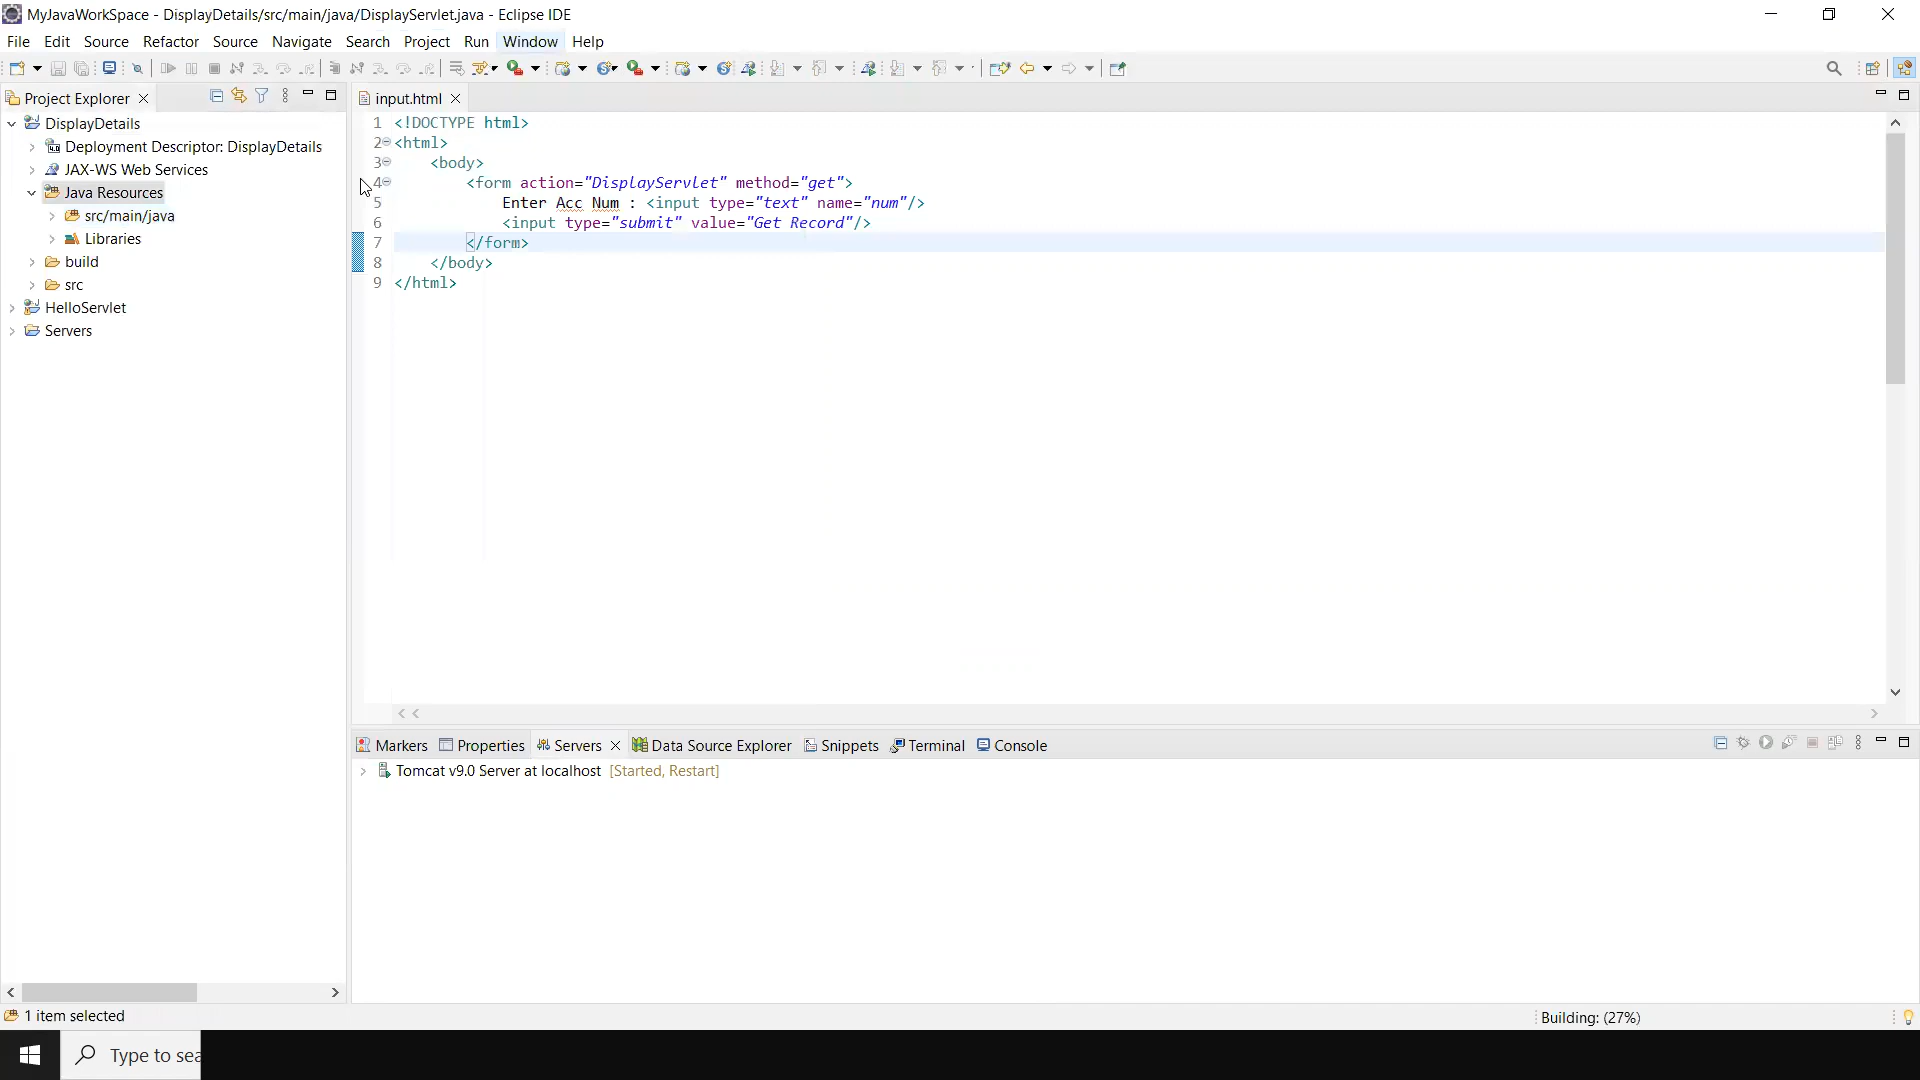 MyJavaWorkSpace - DisplayDetails/src/main/java/DisplayServlet.java - Eclipse IDE
File Edit Source Refactor Source Navigate Search Project Run Window Help
Project Explorer
DisplayDetails
Deployment Descriptor: DisplayDetails
JAX-WS Web Services
Java Resources
src/main/java
Libraries
build
src
HelloServlet
Servers
input.html
1 <!DOCTYPE html>
2 <html>
3 <body>
4 <form action="DisplayServlet" method="get">
5 Enter Acc Num : <input type="text" name="num"/>
6 <input type="submit" value="Get Record"/>
7 </form>
8 </body>
9 </html>
Markers Properties Servers Data Source Explorer Snippets Terminal Console
Tomcat v9.0 Server at localhost [Started, Restart]
1 item selected
Building: (27%)
Type to sea